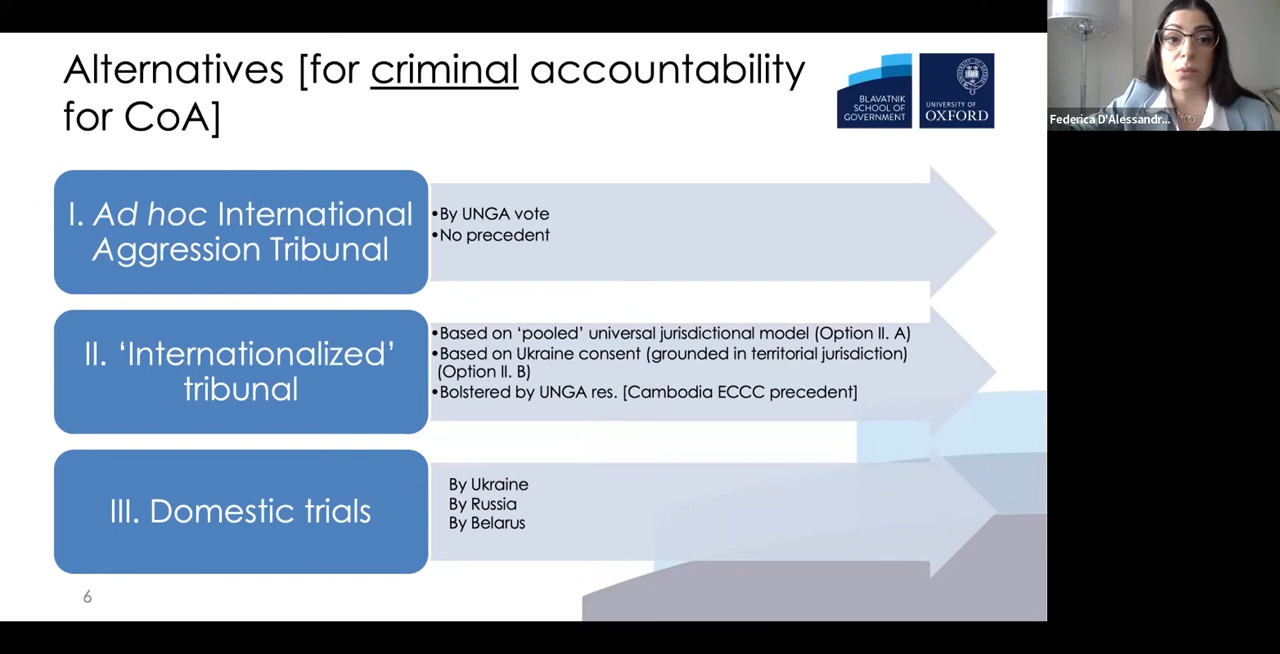 Alternatives [for criminal accountability
for CoA]
BLAVATNIK
SCHOOL OF
GOVERNMENT
UNIVERSITY OF
OXFORD
Federica D'Alessandr...
I. Ad hoc International
Aggression Tribunal
•By UNGA vote
•No precedent
II. ‘Internationalized’
tribunal
•Based on ‘pooled’ universal jurisdictional model (Option II. A)
•Based on Ukraine consent (grounded in territorial jurisdiction)
(Option II. B)
•Bolstered by UNGA res. [Cambodia ECCC precedent]
III. Domestic trials
By Ukraine
By Russia
By Belarus
6